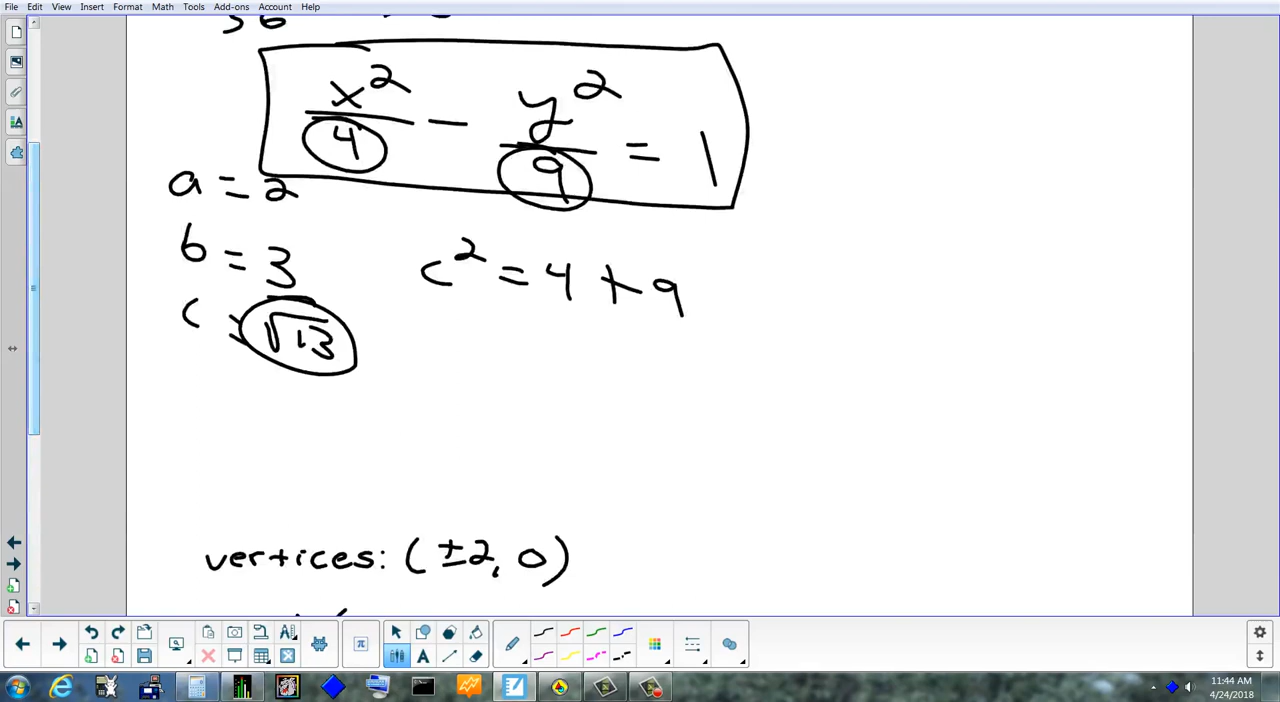 File Edit View Insert Format Math Tools Add-ons Account Help
36
x² / 4 − y² / 9 = 1
a = 2
b = 3 c² = 4 + 9
c = √13
vertices: (±2, 0)
A
A
π
A
11:44 AM
4/24/2018